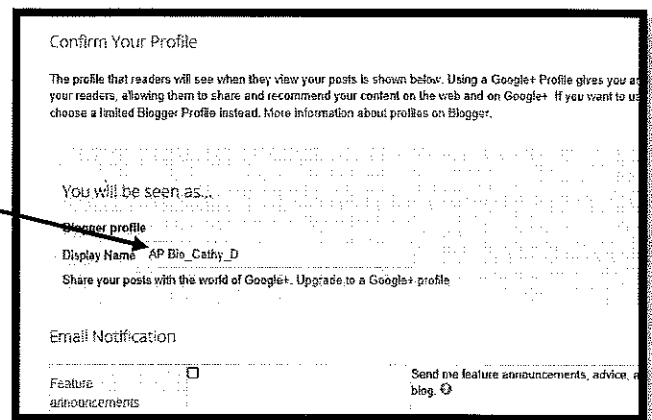 Confirm Your Profile
The profile that readers will see when they view your posts is shown below. Using a Google+ Profile gives you
your readers, allowing them to share and recommend your content on the web and on Google+ If you want to
choose a limited Blogger Profile instead. More information about profiles on Blogger.
You will be seen as...
Blogger profile
Display Name AP Bio_Cathy_D
Share your posts with the world of Google+. Upgrade to a Google+ profile
Email Notification
Feature Send me feature announcements, advice,
announcements blog.